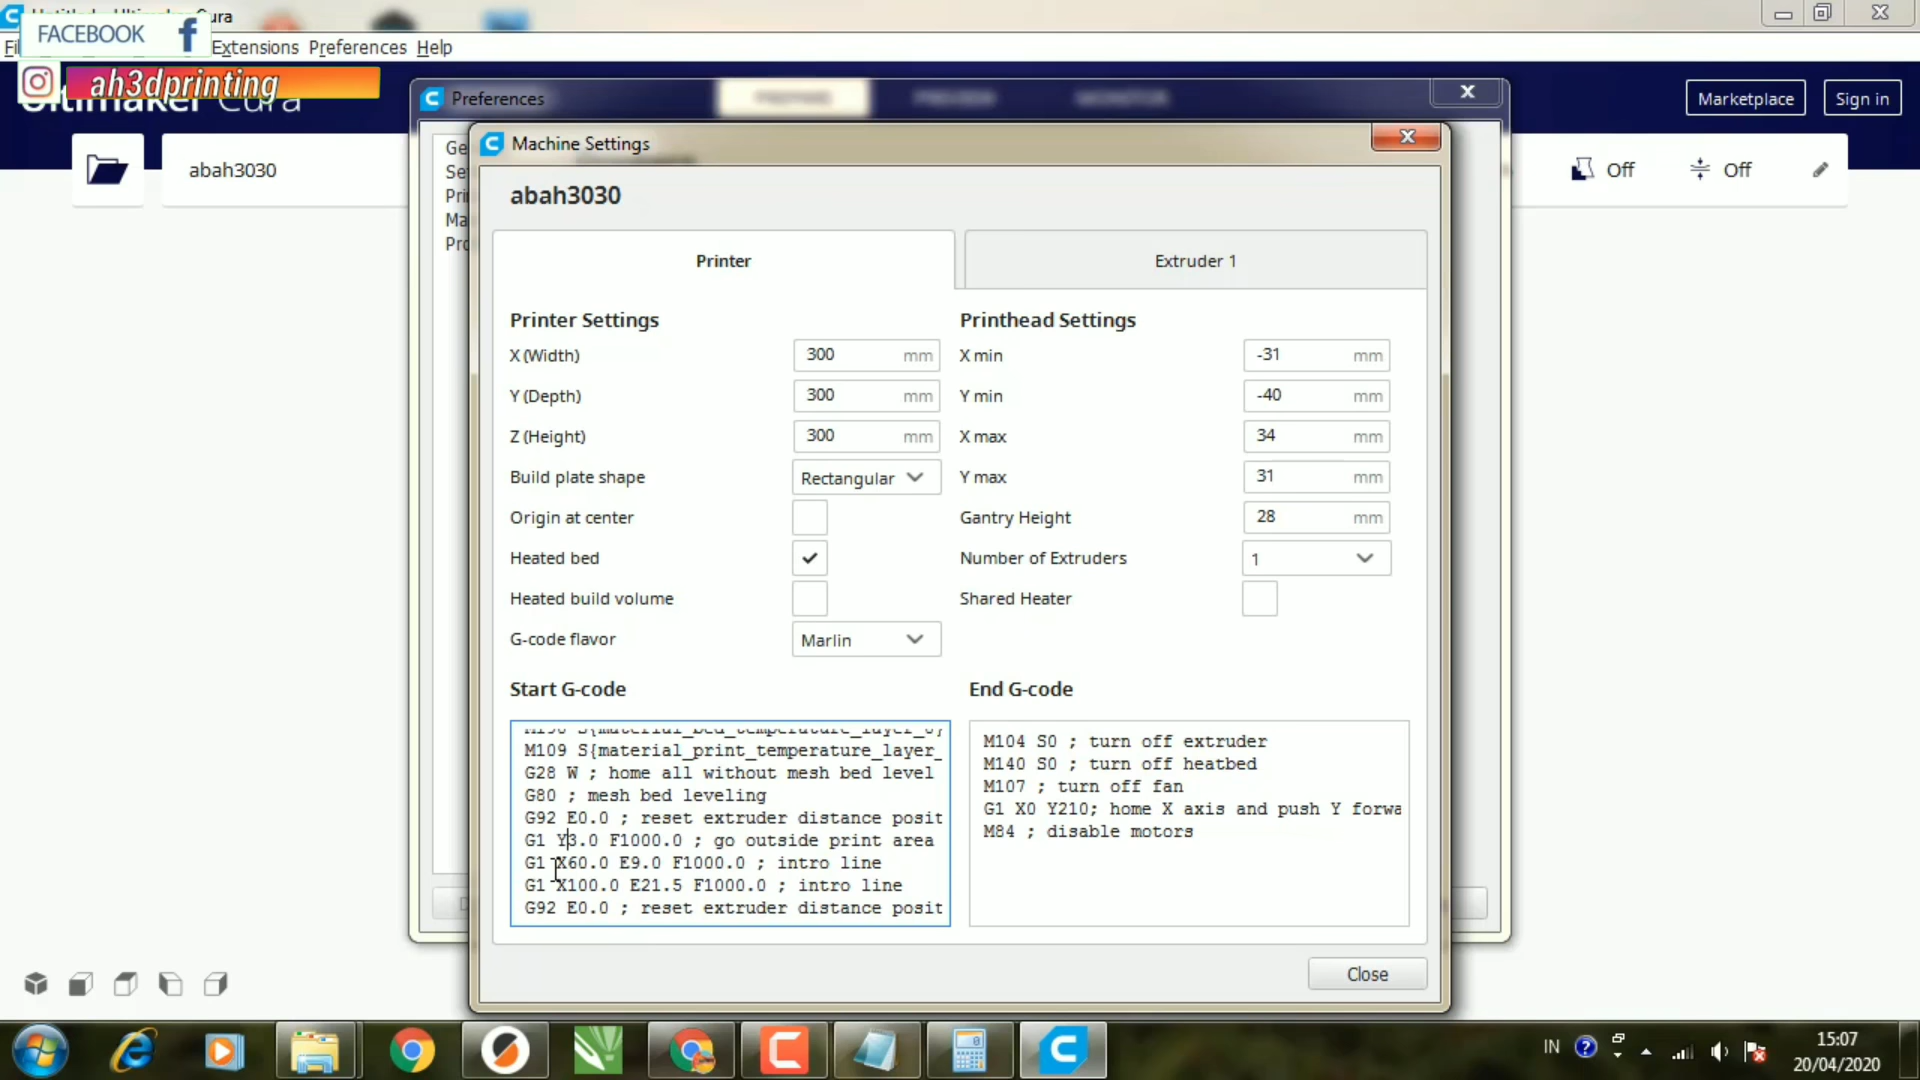 FACEBOOK f
ah3dprinting
Cura
Extensions Preferences Help
Cura
Marketplace
Sign in
Preferences
PREVIEW
MONITOR
Machine Settings
abah3030
Off
Off
abah3030
Printer
Extruder 1
Printer Settings
X (Width) 300 mm
Y (Depth) 300 mm
Z (Height) 300 mm
Build plate shape Rectangular
Origin at center
Heated bed
Heated build volume
G-code flavor Marlin
Printhead Settings
X min -31 mm
Y min -40 mm
X max 34 mm
Y max 31 mm
Gantry Height 28 mm
Number of Extruders 1
Shared Heater
Start G-code
M190 S{material_bed_temperature_layer_0}
M109 S{material_print_temperature_layer_
G28 W ; home all without mesh bed level
G80 ; mesh bed leveling
G92 E0.0 ; reset extruder distance posit
G1 Y3.0 F1000.0 ; go outside print area
G1 X60.0 E9.0 F1000.0 ; intro line
G1 X100.0 E21.5 F1000.0 ; intro line
G92 E0.0 ; reset extruder distance posit
End G-code
M104 S0 ; turn off extruder
M140 S0 ; turn off heatbed
M107 ; turn off fan
G1 X0 Y210; home X axis and push Y forwa
M84 ; disable motors
Close
IN
15:07
20/04/2020